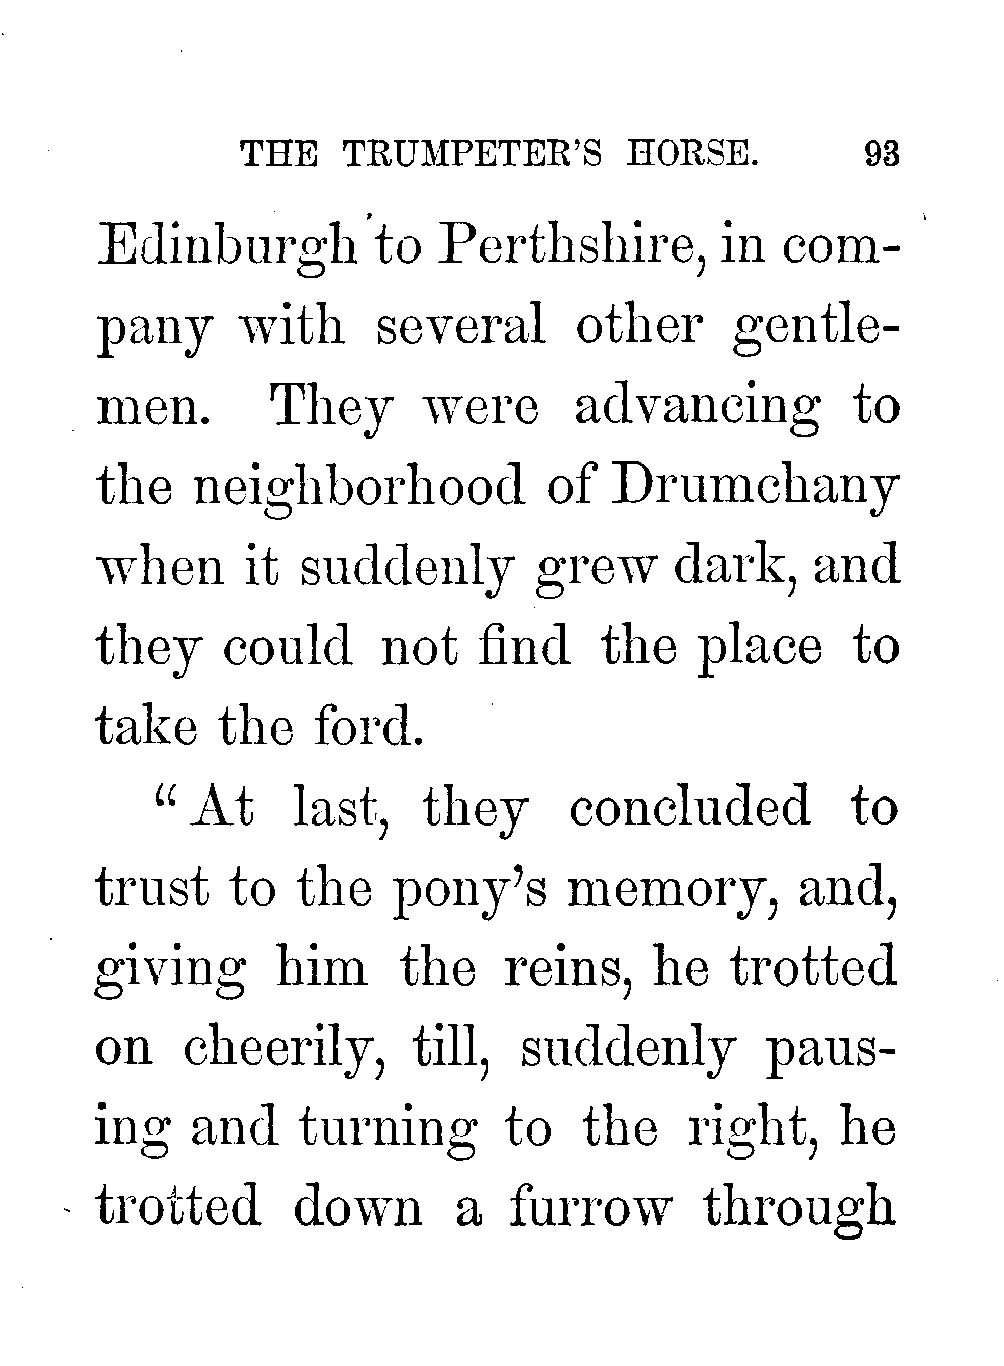 THE TRUMPETER'S HORSE. 93
Edinburgh to Perthshire, in com-
pany with several other gentle-
men. They were advancing to
the neighborhood of Drumchany
when it suddenly grew dark, and
they could not find the place to
take the ford.
"At last, they concluded to
trust to the pony's memory, and,
giving him the reins, he trotted
on cheerily, till, suddenly paus-
ing and turning to the right, he
trotted down a furrow through